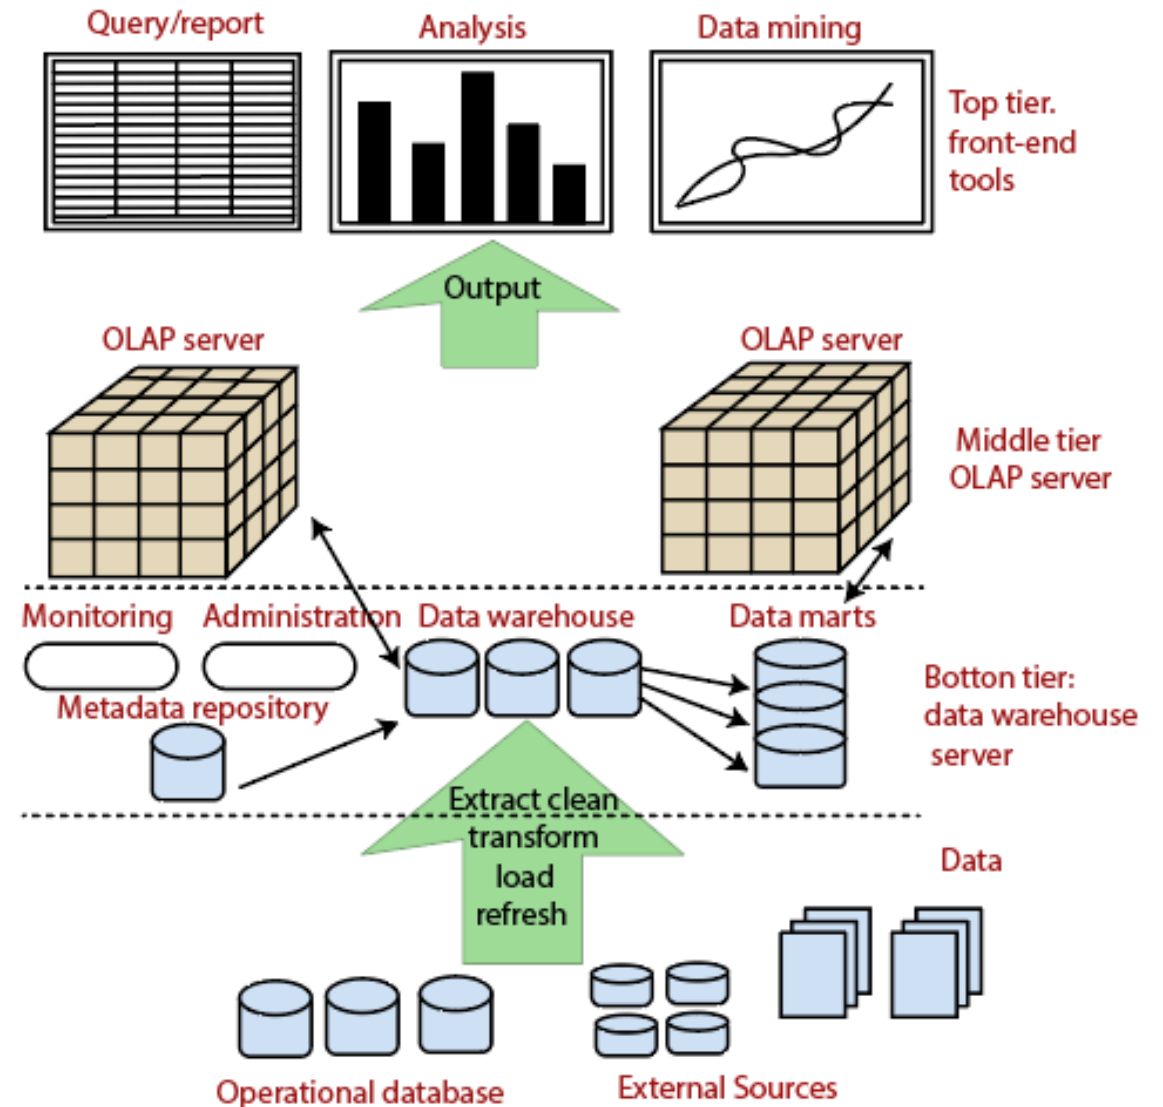 Query/report
Analysis
Data mining
Top tier.
front-end
tools
Output
OLAP server
OLAP server
Middle tier
OLAP server
Monitoring
Administration
Data warehouse
Data marts
Metadata repository
Botton tier:
data warehouse
server
Extract clean
transform
load
refresh
Data
Operational database
External Sources